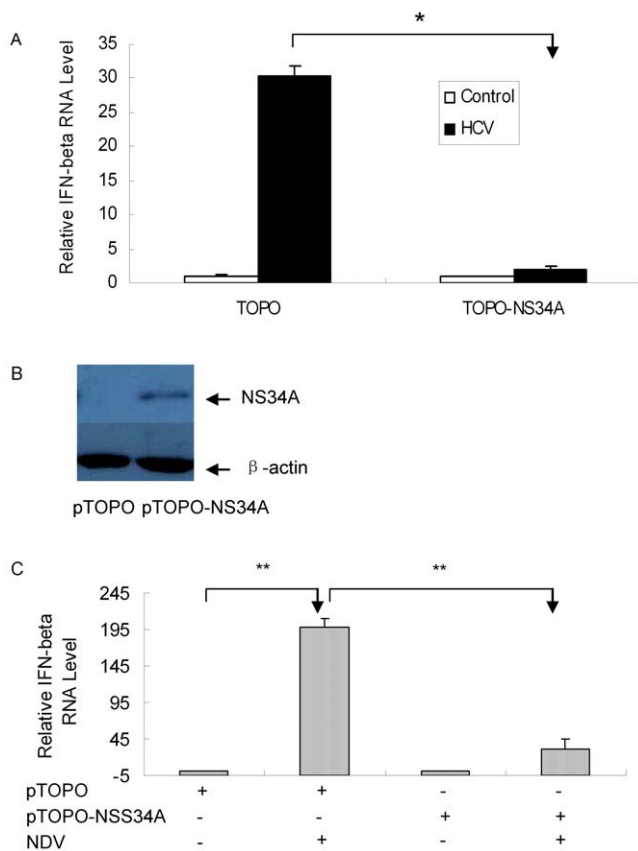 A
*
Relative IFN-beta RNA Level
35
30
25
20
15
10
5
0
Control
HCV
TOPO
TOPO-NS34A
B
NS34A
β-actin
pTOPO pTOPO-NS34A
C
** **
Relative IFN-beta
RNA Level
245
195
145
95
45
-5
pTOPO + + - -
pTOPO-NSS34A - - + +
NDV - + - +